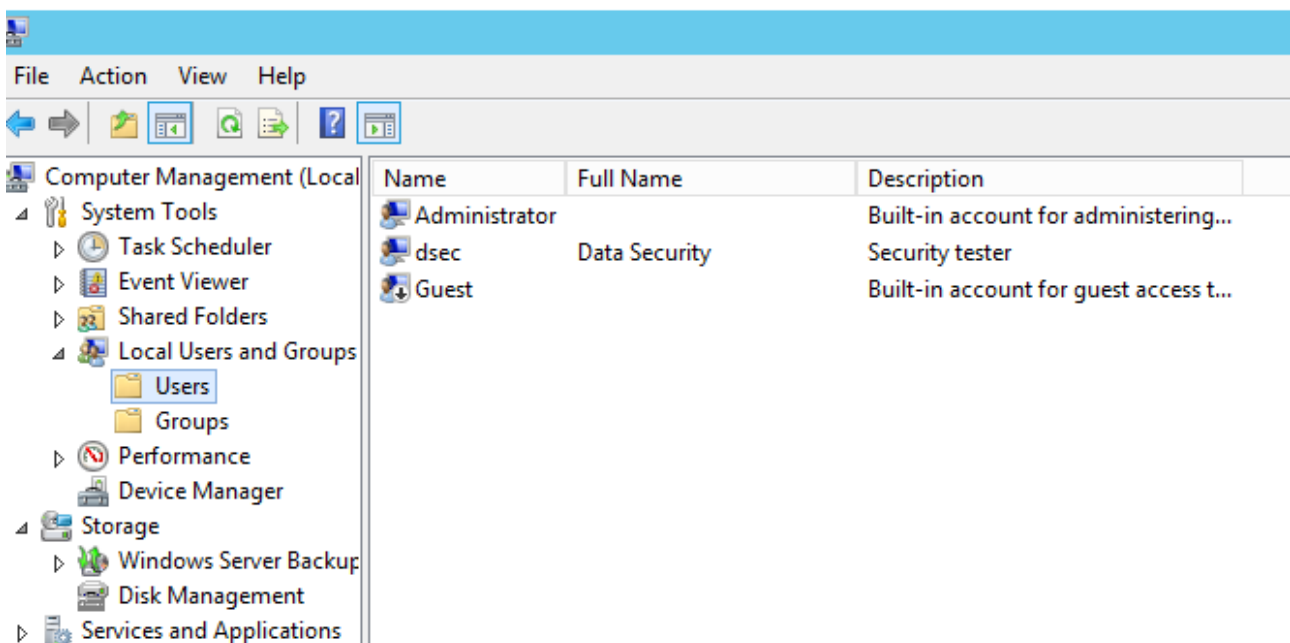 File Action View Help
Computer Management (Local
System Tools
Task Scheduler
Event Viewer
Shared Folders
Local Users and Groups
Users
Groups
Performance
Device Manager
Storage
Windows Server Backup
Disk Management
Services and Applications
Name Full Name Description
Administrator Built-in account for administering...
dsec Data Security Security tester
Guest Built-in account for guest access t...